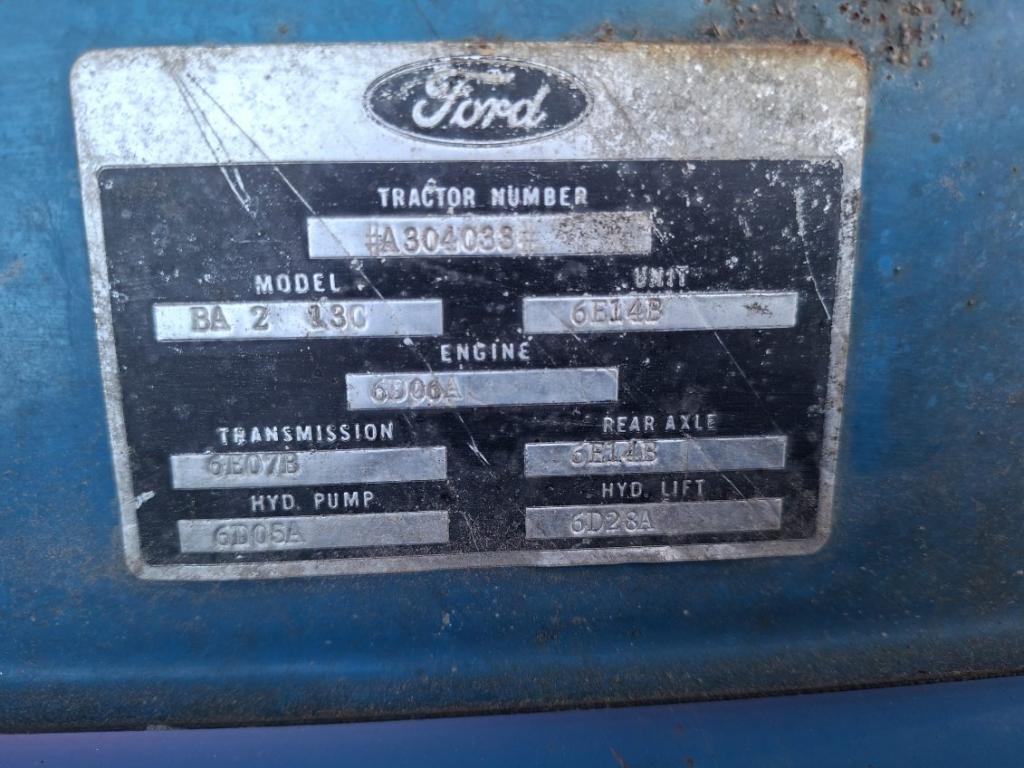 Ford
TRACTOR NUMBER
#A304033#
MODEL UNIT
BA 2 13C 6E14B
ENGINE
6D06A
TRANSMISSION REAR AXLE
6E07B 6E14B
HYD. PUMP HYD. LIFT
6D05A 6D28A